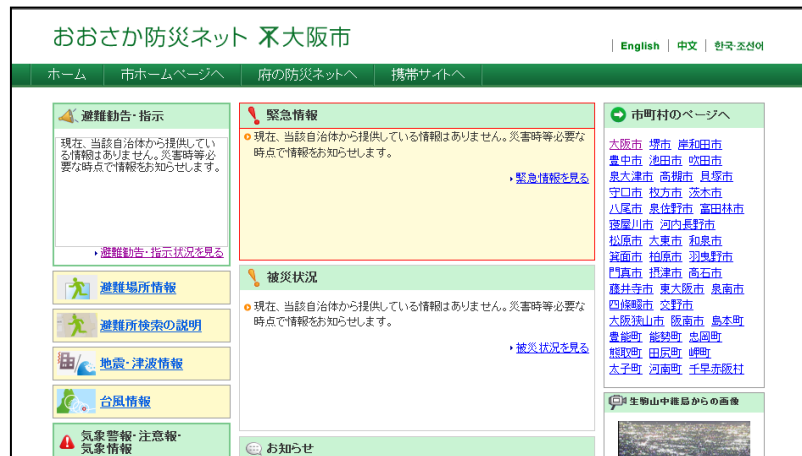 おおさか防災ネット 大阪市
English 中文 한국·조선어
ホーム 市ホームページへ 府の防災ネットへ 携帯サイトへ
避難勧告・指示
現在、当該自治体から提供してい
る情報はありません。災害時等必
要な時点で情報をお知らせします。
避難勧告・指示状況を見る
避難場所情報
避難所検索の説明
地震・津波情報
台風情報
気象警報・注意報・
気象情報
緊急情報
現在、当該自治体から提供している情報はありません。災害時等必要な
時点で情報をお知らせします。
緊急情報を見る
被災状況
現在、当該自治体から提供している情報はありません。災害時等必要な
時点で情報をお知らせします。
被災状況を見る
お知らせ
市町村のページへ
大阪市 堺市 岸和田市
豊中市 池田市 吹田市
泉大津市 高槻市 貝塚市
守口市 枚方市 茨木市
八尾市 泉佐野市 富田林市
寝屋川市 河内長野市
松原市 大東市 和泉市
箕面市 柏原市 羽曳野市
門真市 摂津市 高石市
藤井寺市 東大阪市 泉南市
四條畷市 交野市
大阪狭山市 阪南市 島本町
豊能町 能勢町 忠岡町
熊取町 田尻町 岬町
太子町 河南町 千早赤阪村
生駒山中継局からの画像